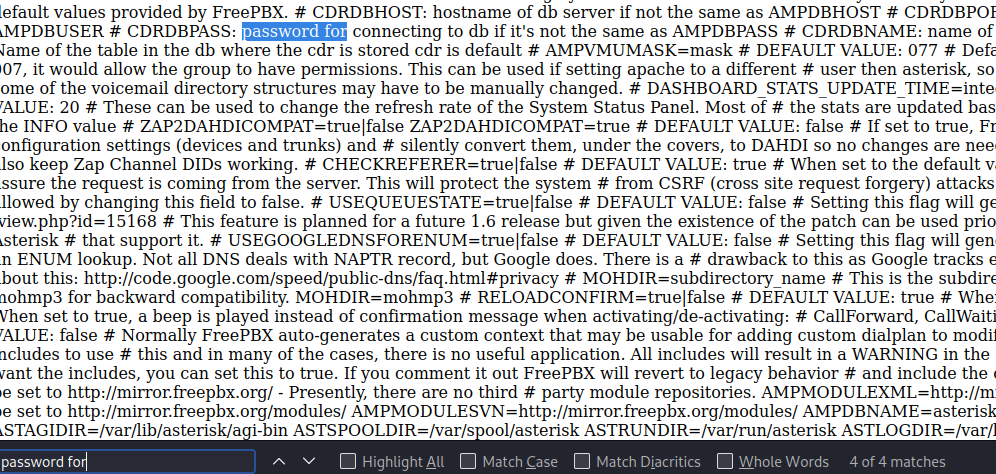 default values provided by FreePBX. # CDRDBHOST: hostname of db server if not the same as AMPDBHOST # CDRDBPOR
AMPDBUSER # CDRDBPASS: password for connecting to db if it's not the same as AMPDBPASS # CDRDBNAME: name of
Name of the table in the db where the cdr is stored cdr is default # AMPVMUMASK=mask # DEFAULT VALUE: 077 # Defa
007, it would allow the group to have permissions. This can be used if setting apache to a different # user then asterisk, so
some of the voicemail directory structures may have to be manually changed. # DASHBOARD_STATS_UPDATE_TIME=inte
VALUE: 20 # These can be used to change the refresh rate of the System Status Panel. Most of # the stats are updated bas
the INFO value # ZAP2DAHDICOMPAT=true|false ZAP2DAHDICOMPAT=true # DEFAULT VALUE: false # If set to true, Fr
configuration settings (devices and trunks) and # silently convert them, under the covers, to DAHDI so no changes are nee
also keep Zap Channel DIDs working. # CHECKREFERER=true|false # DEFAULT VALUE: true # When set to the default va
assure the request is coming from the server. This will protect the system # from CSRF (cross site request forgery) attacks
allowed by changing this field to false. # USEQUEUESTATE=true|false # DEFAULT VALUE: false # Setting this flag will ge
/view.php?id=15168 # This feature is planned for a future 1.6 release but given the existence of the patch can be used prio
Asterisk # that support it. # USEGOOGLEDNSFORENUM=true|false # DEFAULT VALUE: false # Setting this flag will gen
an ENUM lookup. Not all DNS deals with NAPTR record, but Google does. There is a # drawback to this as Google tracks e
about this: http://code.google.com/speed/public-dns/faq.html#privacy # MOHDIR=subdirectory_name # This is the subdire
mohmp3 for backward compatibility. MOHDIR=mohmp3 # RELOADCONFIRM=true|false # DEFAULT VALUE: true # Whe
When set to true, a beep is played instead of confirmation message when activating/de-activating: # CallForward, CallWaiti
VALUE: false # Normally FreePBX auto-generates a custom context that may be usable for adding custom dialplan to modif
includes to use # this and in many of the cases, there is no useful application. All includes will result in a WARNING in the
want the includes, you can set this to true. If you comment it out FreePBX will revert to legacy behavior # and include the c
be set to http://mirror.freepbx.org/ - Presently, there are no third # party module repositories. AMPMODULEXML=http://mi
be set to http://mirror.freepbx.org/modules/ AMPMODULESVN=http://mirror.freepbx.org/modules/ AMPDBNAME=asterisk
ASTAGIDIR=/var/lib/asterisk/agi-bin ASTSPOOLDIR=/var/spool/asterisk ASTRUNDIR=/var/run/asterisk ASTLOGDIR=/var/l
password for Highlight All Match Case Match Diacritics Whole Words 4 of 4 matches